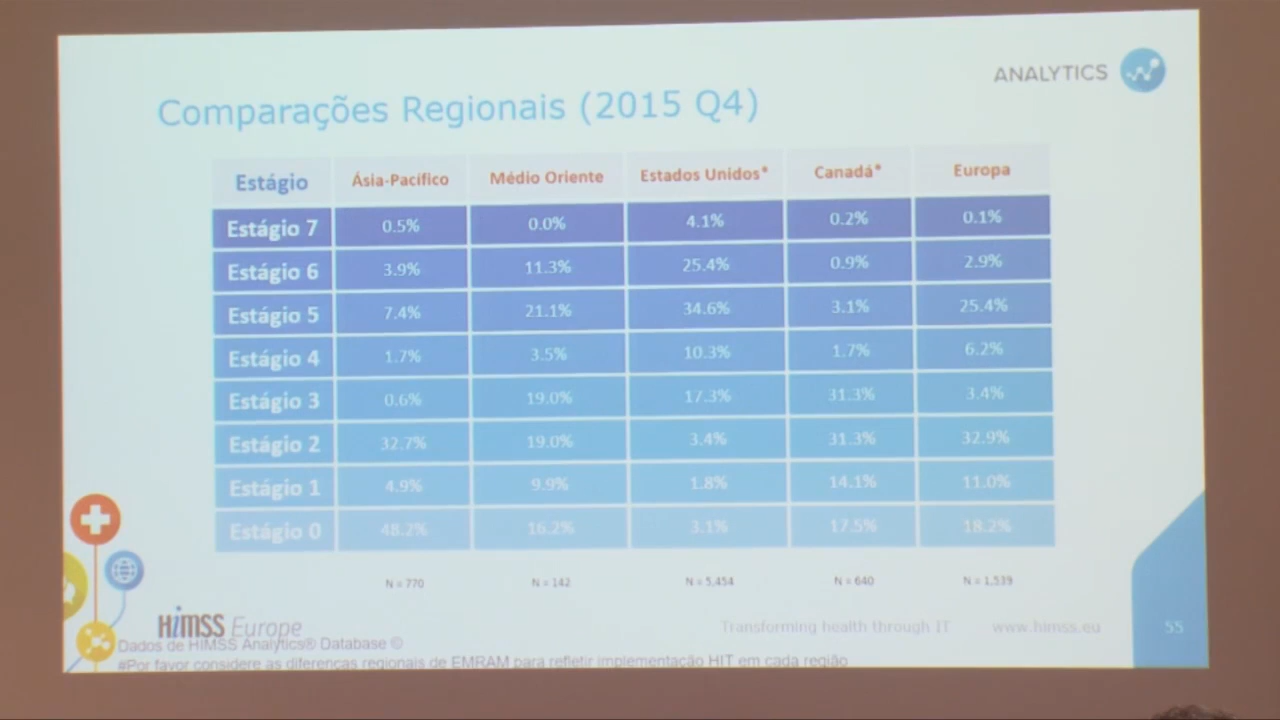 ANALYTICS
Comparações Regionais (2015 Q4)
Estágio Ásia-Pacífico Médio Oriente Estados Unidos* Canadá* Europa
Estágio 7 0.5% 0.0% 4.1% 0.2% 0.1%
Estágio 6 3.9% 11.3% 25.4% 0.9% 2.9%
Estágio 5 7.4% 21.1% 34.6% 3.1% 25.4%
Estágio 4 1.7% 3.5% 10.3% 1.7% 6.2%
Estágio 3 0.6% 19.0% 17.3% 31.3% 3.4%
Estágio 2 32.7% 19.0% 3.4% 31.3% 32.9%
Estágio 1 4.9% 9.9% 1.8% 14.1% 11.0%
Estágio 0 48.2% 16.2% 3.1% 17.5% 18.2%
N = 770 N = 142 N = 5,454 N = 640 N = 1,539
HIMSS Europe Transforming health through IT www.himss.eu 55
Dados de HIMSS Analytics® Database ©
#Por favor considere as diferenças regionais de EMRAM para refletir implementação HIT em cada região